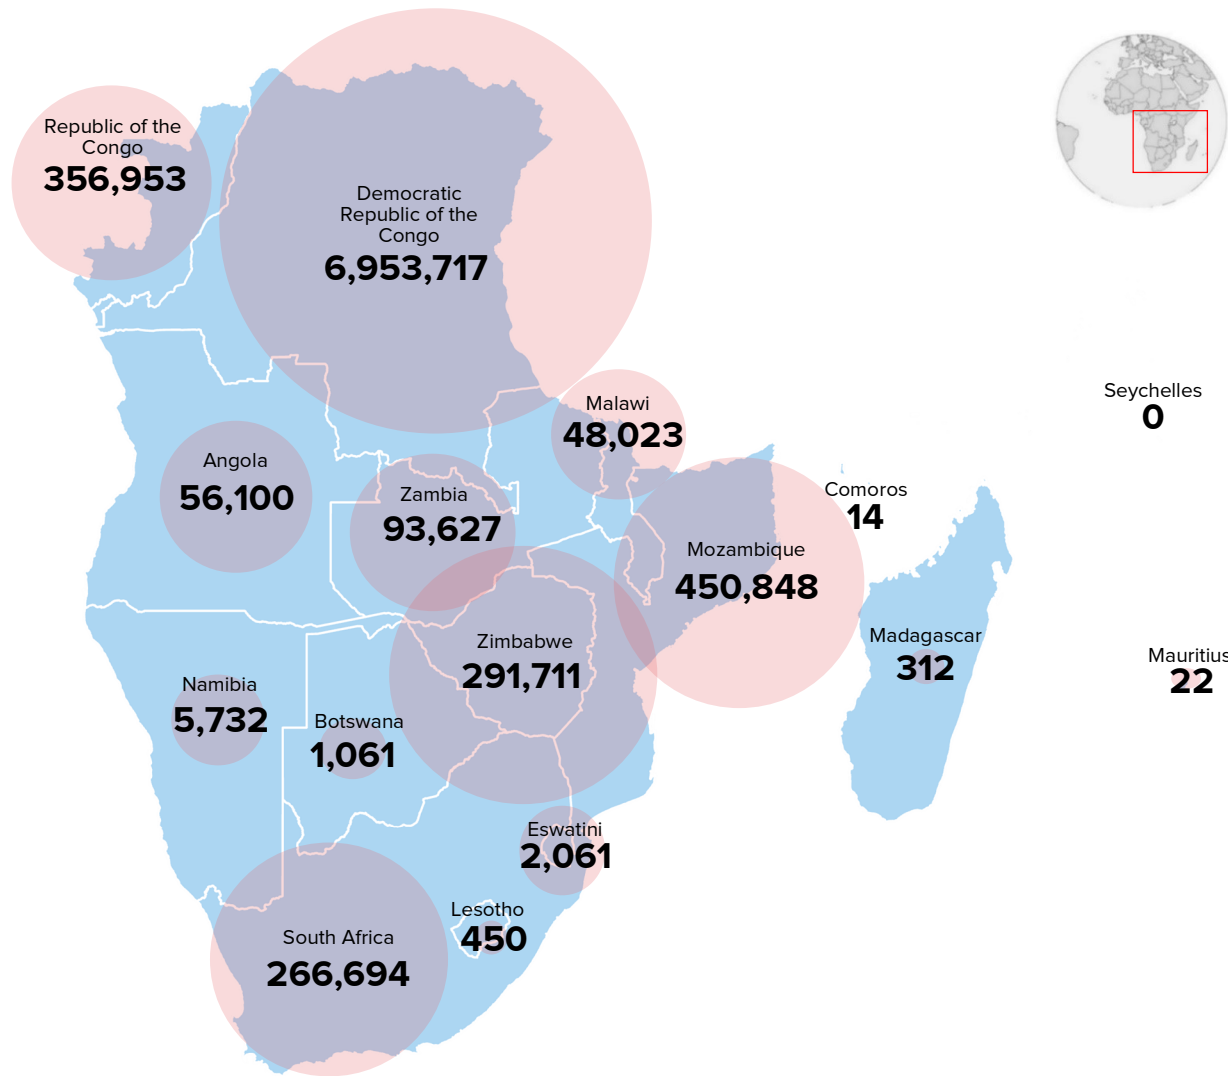 Republic of the
Congo
356,953
Democratic
Republic of the
Congo
6,953,717
Malawi
48,023
Seychelles
0
Angola
56,100
Zambia
93,627
Comoros
14
Mozambique
450,848
Zimbabwe
291,711
Madagascar
312
Mauritius
22
Namibia
5,732
Botswana
1,061
Eswatini
2,061
Lesotho
450
South Africa
266,694